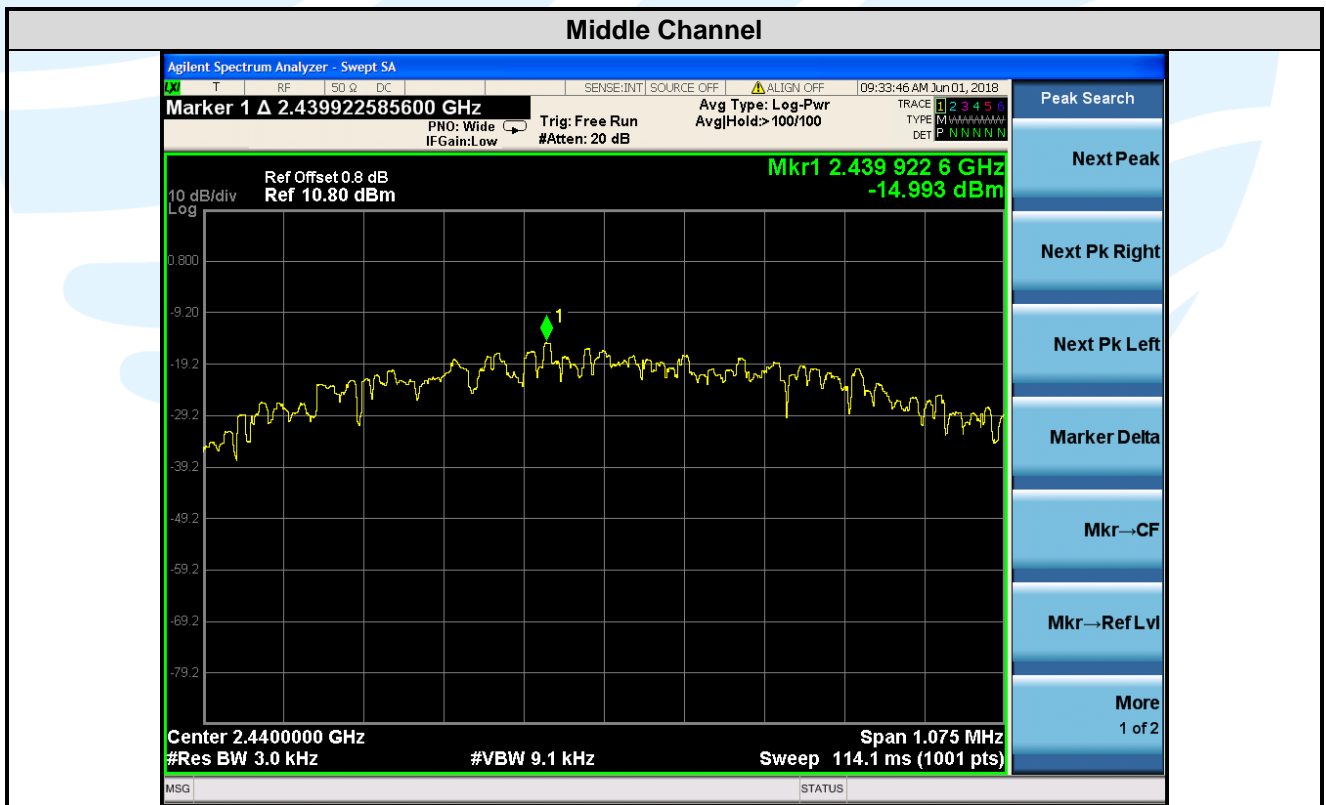 Middle Channel
Agilent Spectrum Analyzer - Swept SA
LXI T RF 50 Ω DC SENSE:INT SOURCE OFF ALIGN OFF 09:33:46 AM Jun 01, 2018
Marker 1 Δ 2.439922585600 GHz
PNO: Wide
IFGain:Low
Trig: Free Run
#Atten: 20 dB
Avg Type: Log-Pwr
Avg|Hold:>100/100
TRACE 1 2 3 4 5 6
TYPE M WWWWW
DET P N N N N N
Mkr1 2.439 922 6 GHz
-14.993 dBm
Ref Offset 0.8 dB
10 dB/div Ref 10.80 dBm
Log
0.800
-9.20
1
-19.2
-29.2
-39.2
-49.2
-59.2
-69.2
-79.2
Center 2.4400000 GHz Span 1.075 MHz
#Res BW 3.0 kHz #VBW 9.1 kHz Sweep 114.1 ms (1001 pts)
MSG STATUS
Peak Search
Next Peak
Next Pk Right
Next Pk Left
Marker Delta
Mkr→CF
Mkr→Ref Lvl
More
1 of 2